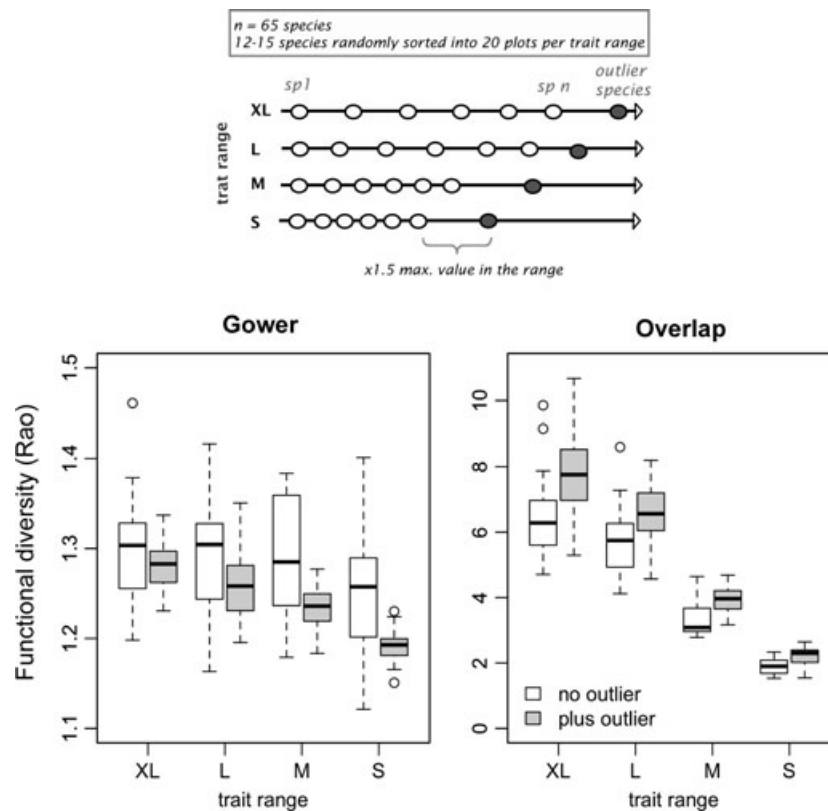 n = 65 species
12-15 species randomly sorted into 20 plots per trait range
sp1 sp n outlier species
trat range
XL
L
M
S
x1.5 max. value in the range
Gower
Overlap
Functional diversity (Rao)
1.5
1.4
1.3
1.2
1.1
10
8
6
4
2
0
no outlier
plus outlier
XL L M S
XL L M S
trait range
trait range